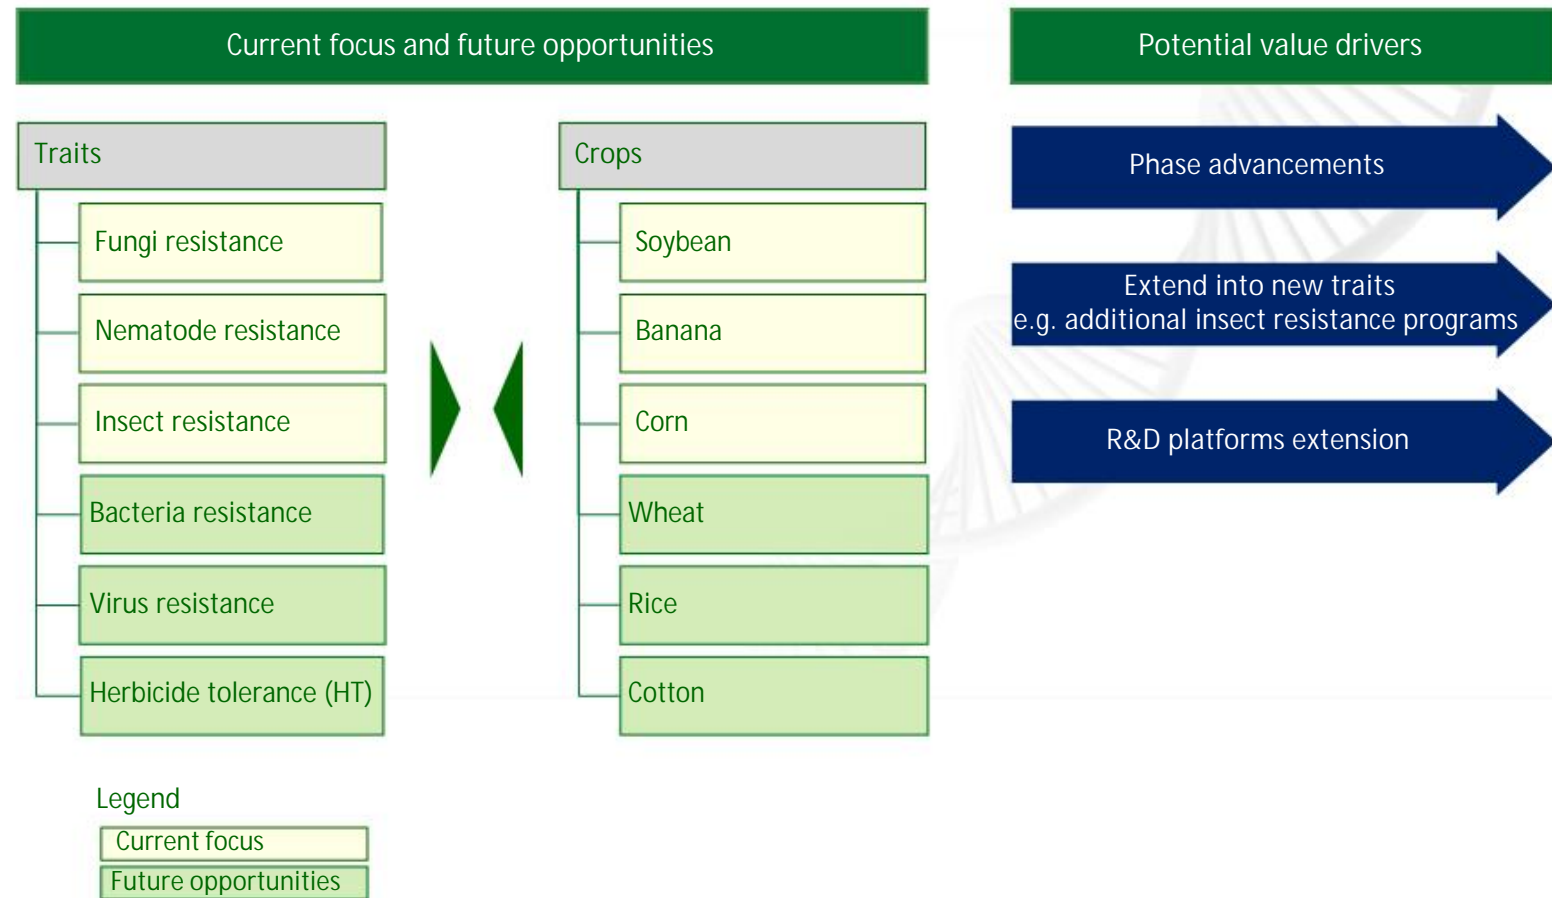 Current focus and future opportunities
Potential value drivers
Traits
Fungi resistance
Nematode resistance
Insect resistance
Bacteria resistance
Virus resistance
Herbicide tolerance (HT)
Crops
Soybean
Banana
Corn
Wheat
Rice
Cotton
Phase advancements
Extend into new traits
e.g. additional insect resistance programs
R&D platforms extension
Legend
Current focus
Future opportunities